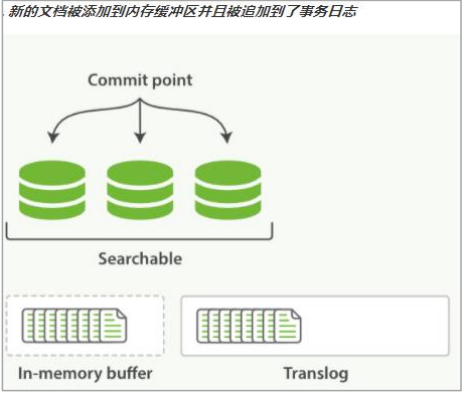 . 新的文档被添加到内存缓冲区并且被追加到了事务日志
Commit point
Searchable
In-memory buffer
Translog